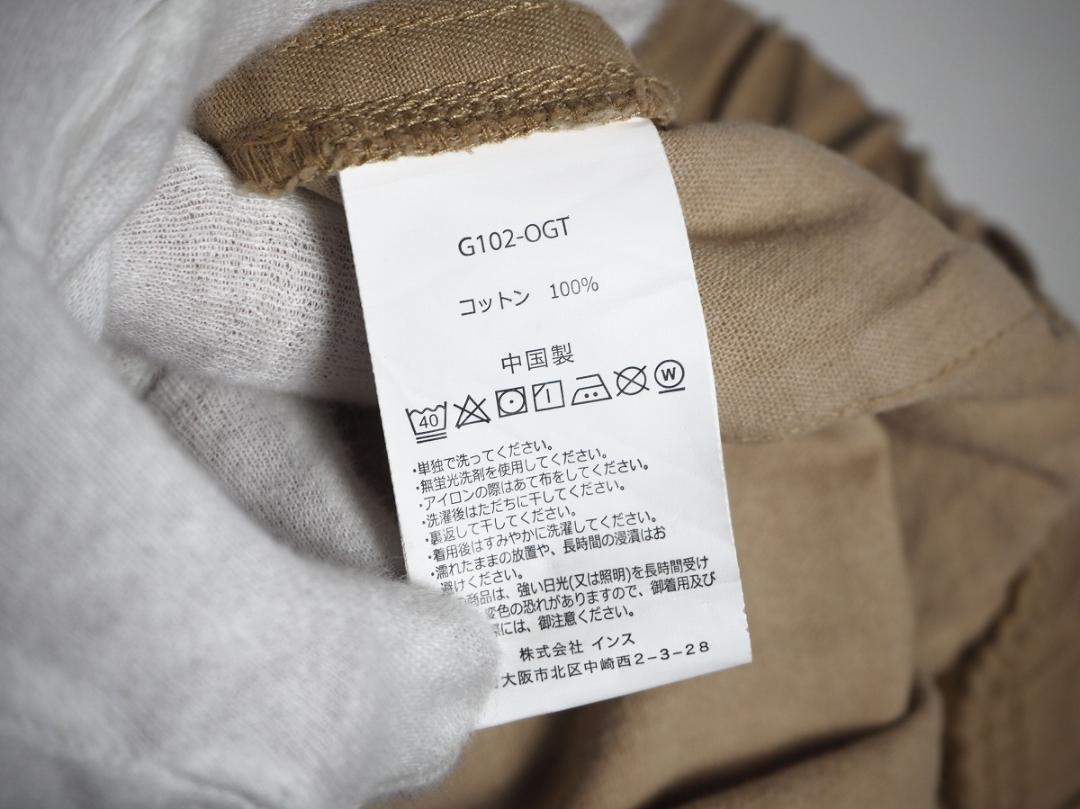 G102-OGT
コットン 100%
中国製
40 W
・単独で洗ってください。
・無蛍光洗剤を使用してください。
・アイロンの際はあて布をしてください。
・洗濯後はただちに干してください。
・裏返して干してください。
・着用後はすみやかに洗濯してください。
・濡れたままの放置や、長時間の浸漬はお
避けください。
商品は、強い日光(又は照明)を長時間受け
変色の恐れがありますので、御着用及び
には、御注意ください。
株式会社 インス
大阪市北区中崎西2-3-28